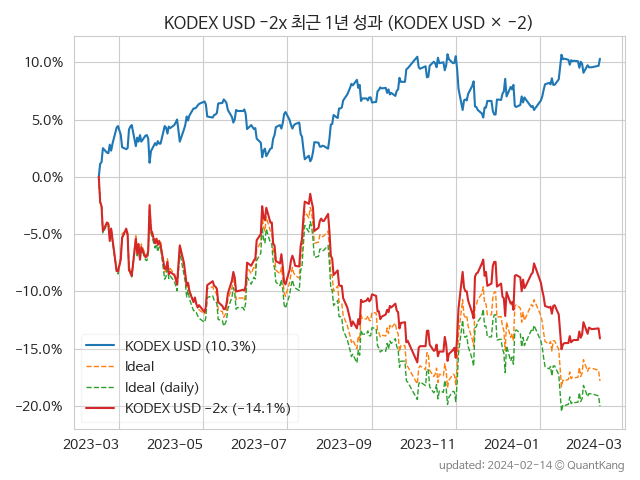 KODEX USD −2x 최근 1년 성과 (KODEX USD × −2)
10.0%
5.0%
0.0%
−5.0%
−10.0%
−15.0%
−20.0%
KODEX USD (10.3%)
Ideal
Ideal (daily)
KODEX USD −2x (−14.1%)
2023-03 2023-05 2023-07 2023-09 2023-11 2024-01 2024-03
updated: 2024-02-14 © QuantKang